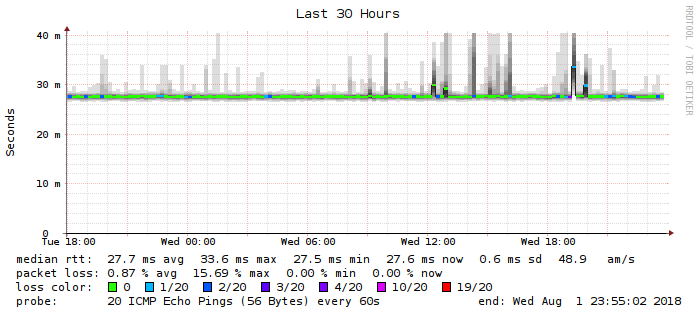 Last 30 Hours
RRDTOOL / TOBI OETIKER
Seconds
40 m
30 m
20 m
10 m
0
Tue 18:00 Wed 00:00 Wed 06:00 Wed 12:00 Wed 18:00
median rtt: 27.7 ms avg 33.6 ms max 27.5 ms min 27.6 ms now 0.6 ms sd 48.9 am/s
packet loss: 0.87 % avg 15.69 % max 0.00 % min 0.00 % now
loss color: 0 1/20 2/20 3/20 4/20 10/20 19/20
probe: 20 ICMP Echo Pings (56 Bytes) every 60s end: Wed Aug 1 23:55:02 2018